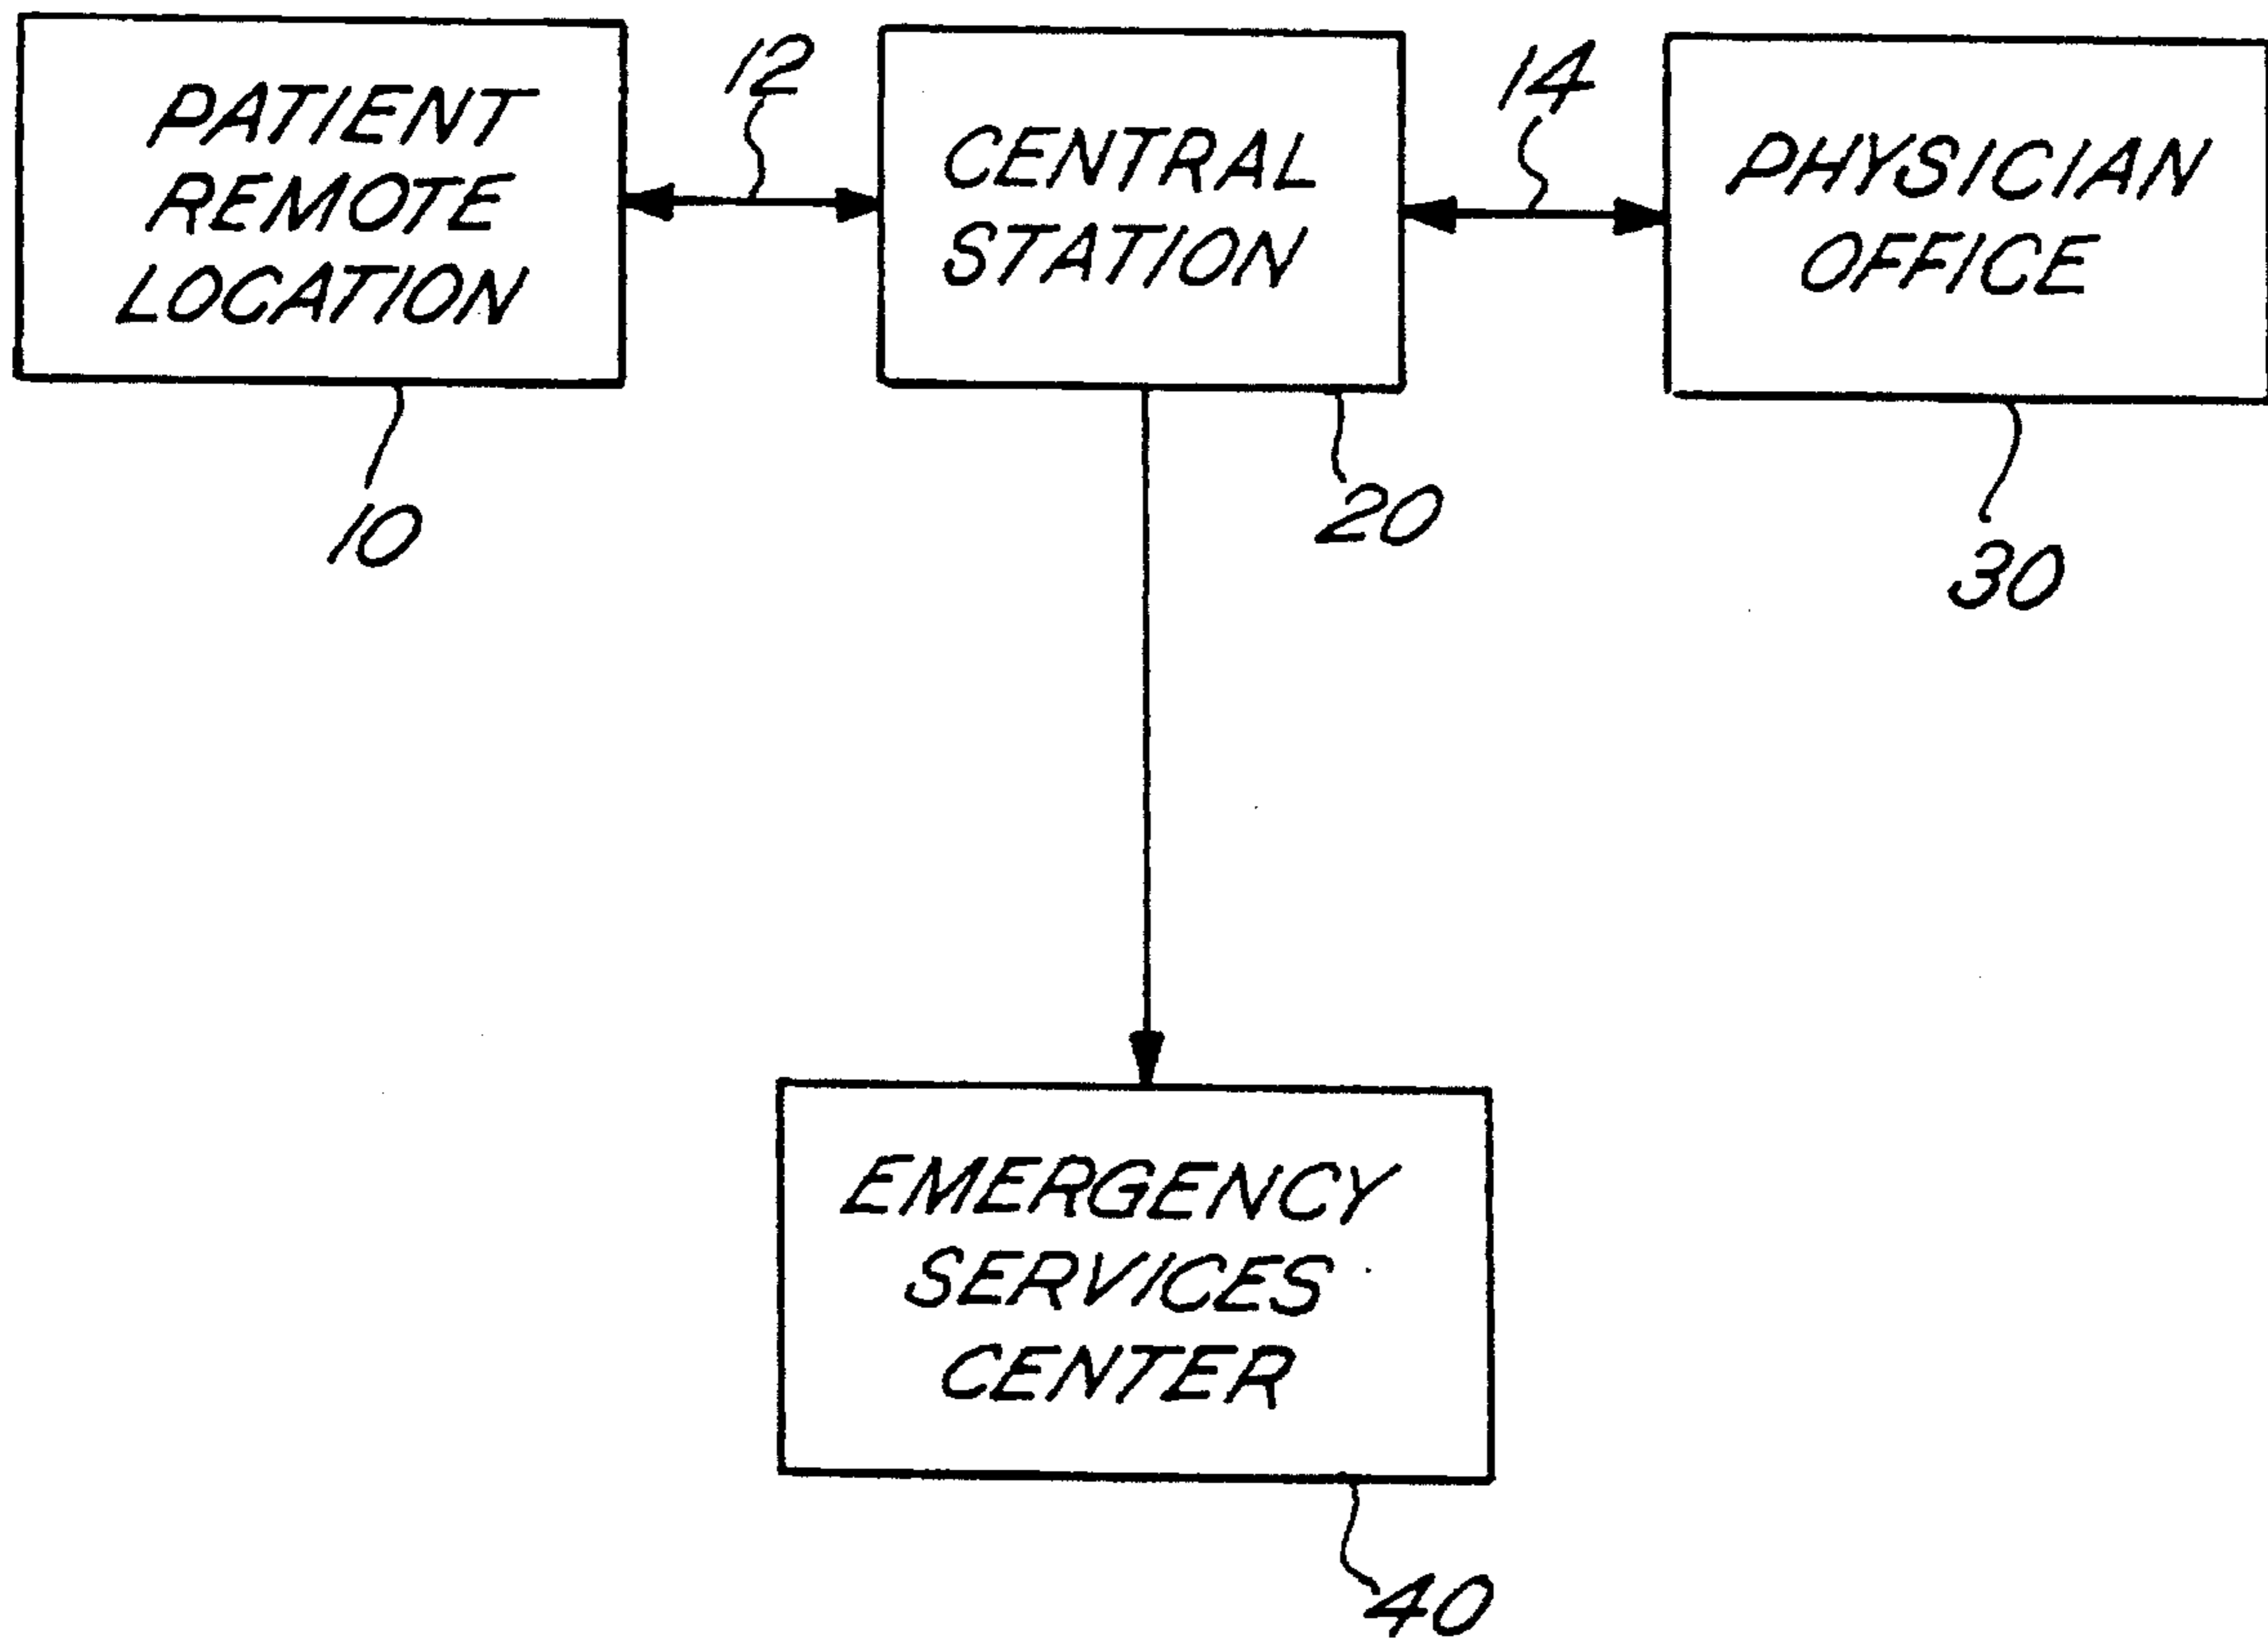 PATIENT
REMOTE
LOCATION
10
12
CENTRAL
STATION
20
14
PHYSICIAN
OFFICE
30
EMERGENCY
SERVICES
CENTER
40